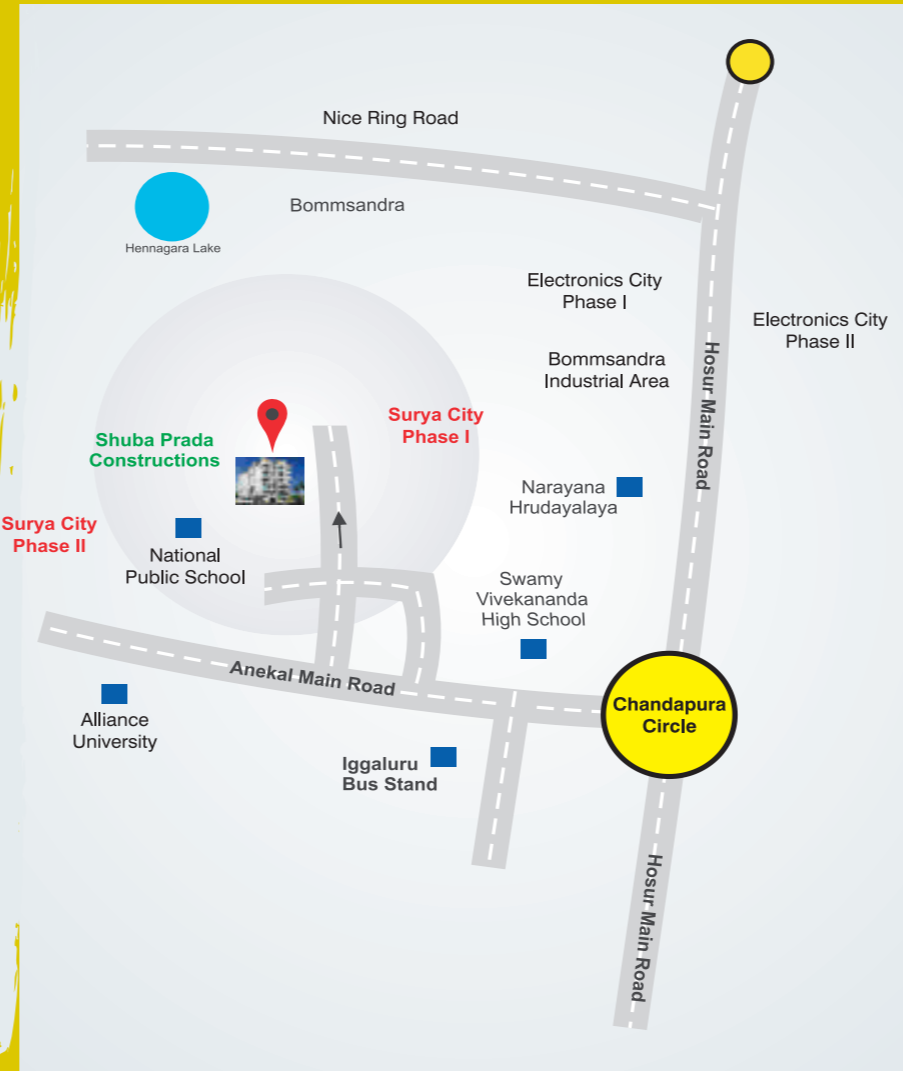 Nice Ring Road
Bommsandra
Hennagara Lake
Electronics City
Phase I
Electronics City
Phase II
Bommsandra
Industrial Area
Hosur Main Road
Surya City
Phase I
Shuba Prada
Constructions
Narayana
Hrudayalaya
Surya City
Phase II
National
Public School
Swamy
Vivekananda
High School
Anekal Main Road
Chandapura
Circle
Alliance
University
Iggaluru
Bus Stand
Hosur Main Road